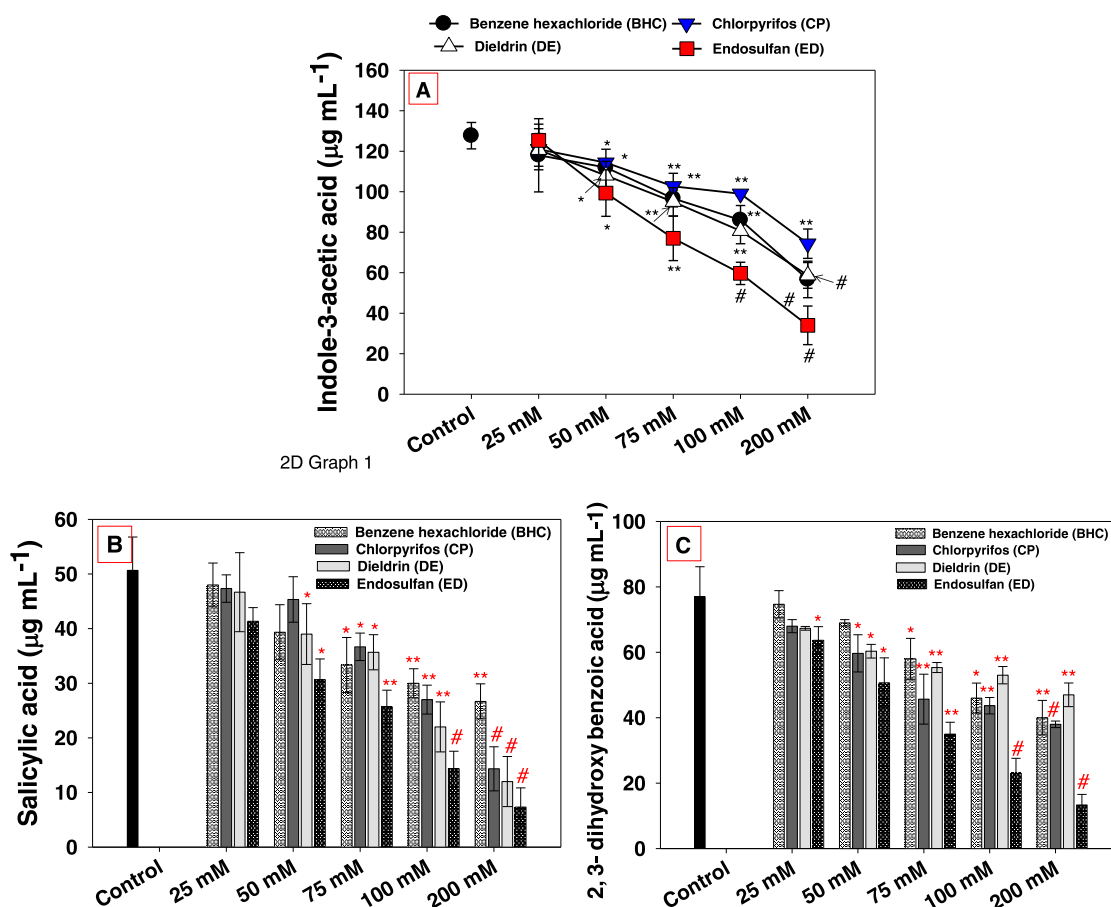 Benzene hexachloride (BHC)
Chlorpyrifos (CP)
Dieldrin (DE)
Endosulfan (ED)
A
Indole-3-acetic acid (μg mL-1)
160
140
120
100
80
60
40
20
0
*
*
*
*
**
**
**
**
**
**
**
#
**
#
#
#
Control
25 mM
50 mM
75 mM
100 mM
200 mM
2D Graph 1
B
Salicylic acid (μg mL-1)
60
50
40
30
20
10
0
Benzene hexachloride (BHC)
Chlorpyrifos (CP)
Dieldrin (DE)
Endosulfan (ED)
*
*
*
*
*
**
**
**
**
#
**
#
#
#
Control
25 mM
50 mM
75 mM
100 mM
200 mM
C
2, 3- dihydroxy benzoic acid (μg mL-1)
100
80
60
40
20
0
Benzene hexachloride (BHC)
Chlorpyrifos (CP)
Dieldrin (DE)
Endosulfan (ED)
*
*
*
*
*
**
**
**
*
**
**
#
**
#
**
#
Control
25 mM
50 mM
75 mM
100 mM
200 mM